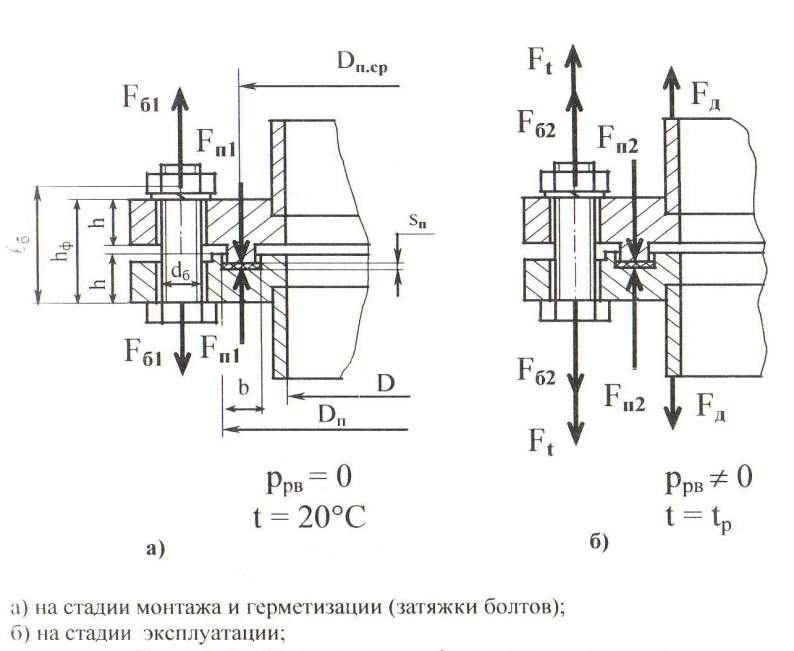 Dп.ср
Fб1
Fп1
sп
ℓб
hф
h
h
dб
Fб1
Fп1
b
D
Dп
pрв = 0
t = 20°C
а)
Ft
Fб2
Fп2
Fд
Fб2
Fп2
Fд
Ft
pрв ≠ 0
t = tр
б)
а) на стадии монтажа и герметизации (затяжки болтов);
б) на стадии эксплуатации;